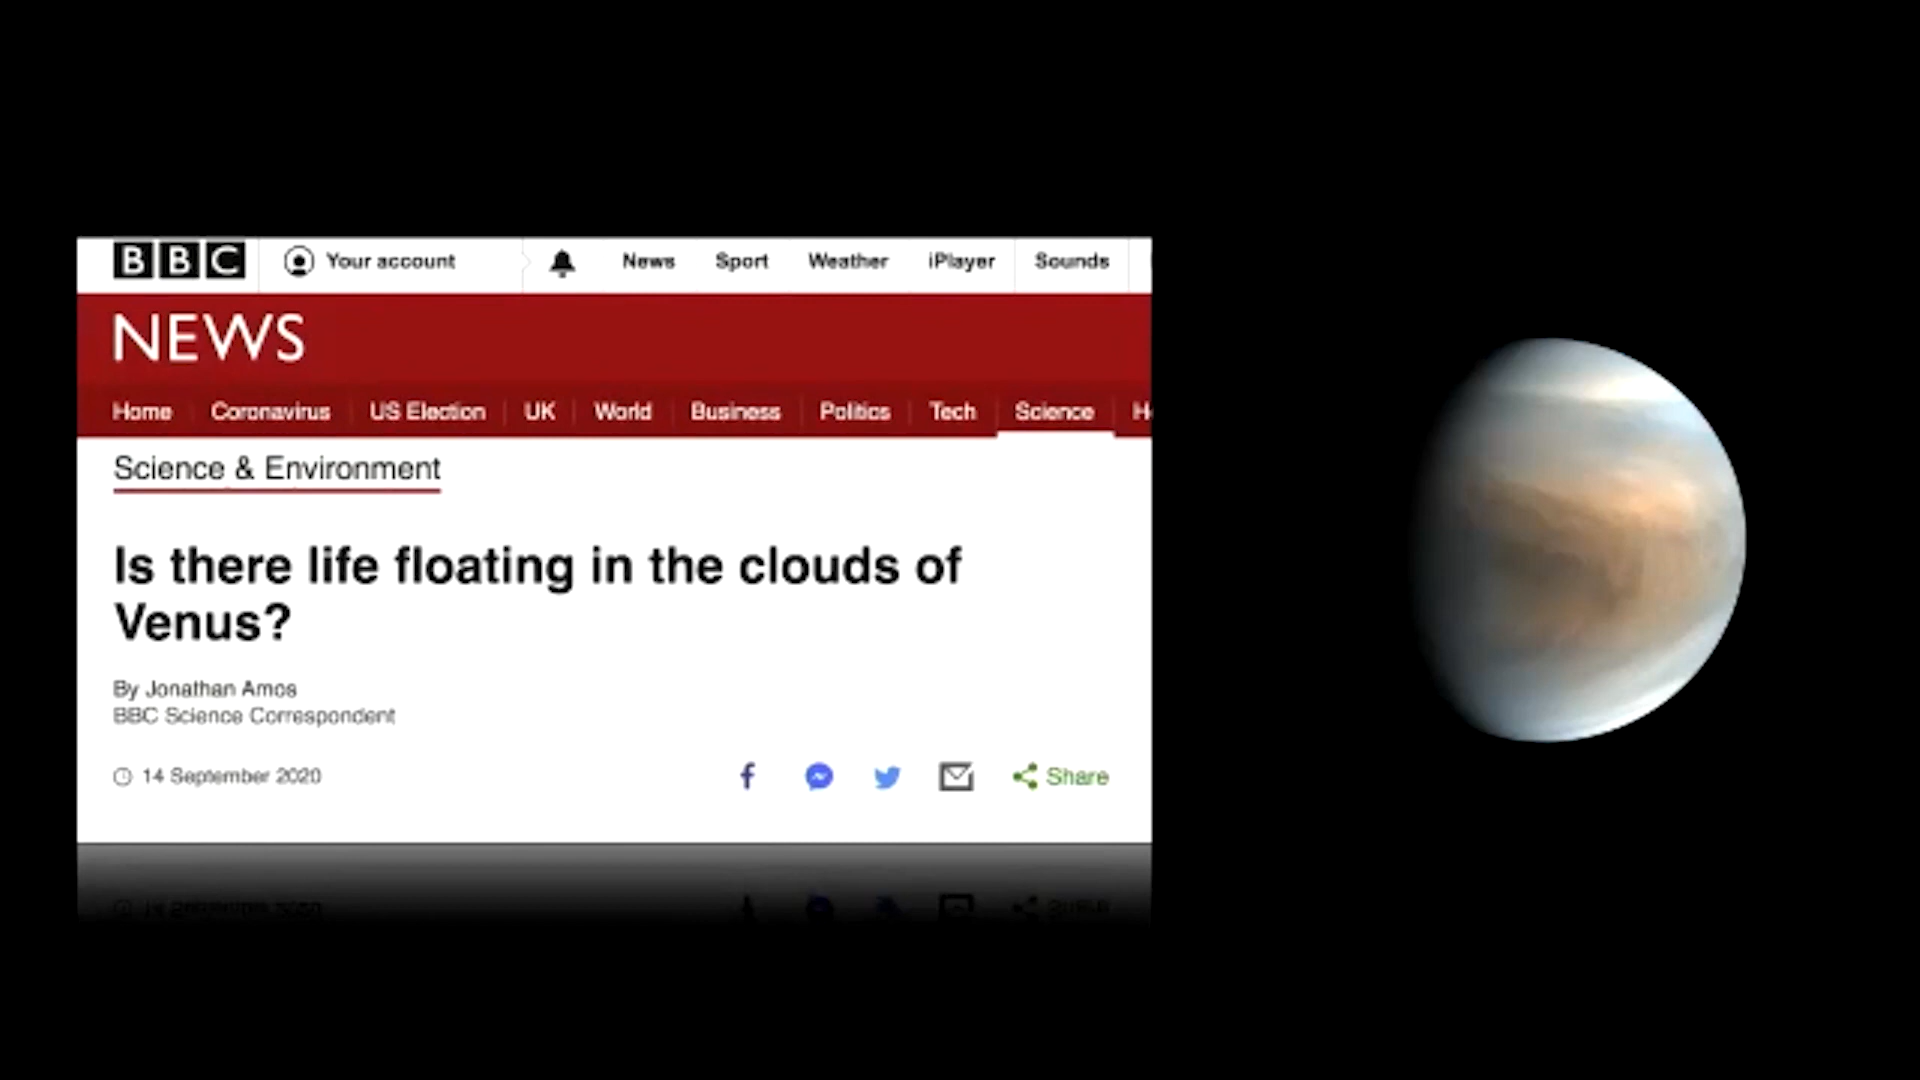 BBC Your account News Sport Weather iPlayer Sounds
NEWS
Home Coronavirus US Election UK World Business Politics Tech Science
Science & Environment
Is there life floating in the clouds of
Venus?
By Jonathan Amos
BBC Science Correspondent
14 September 2020 Share